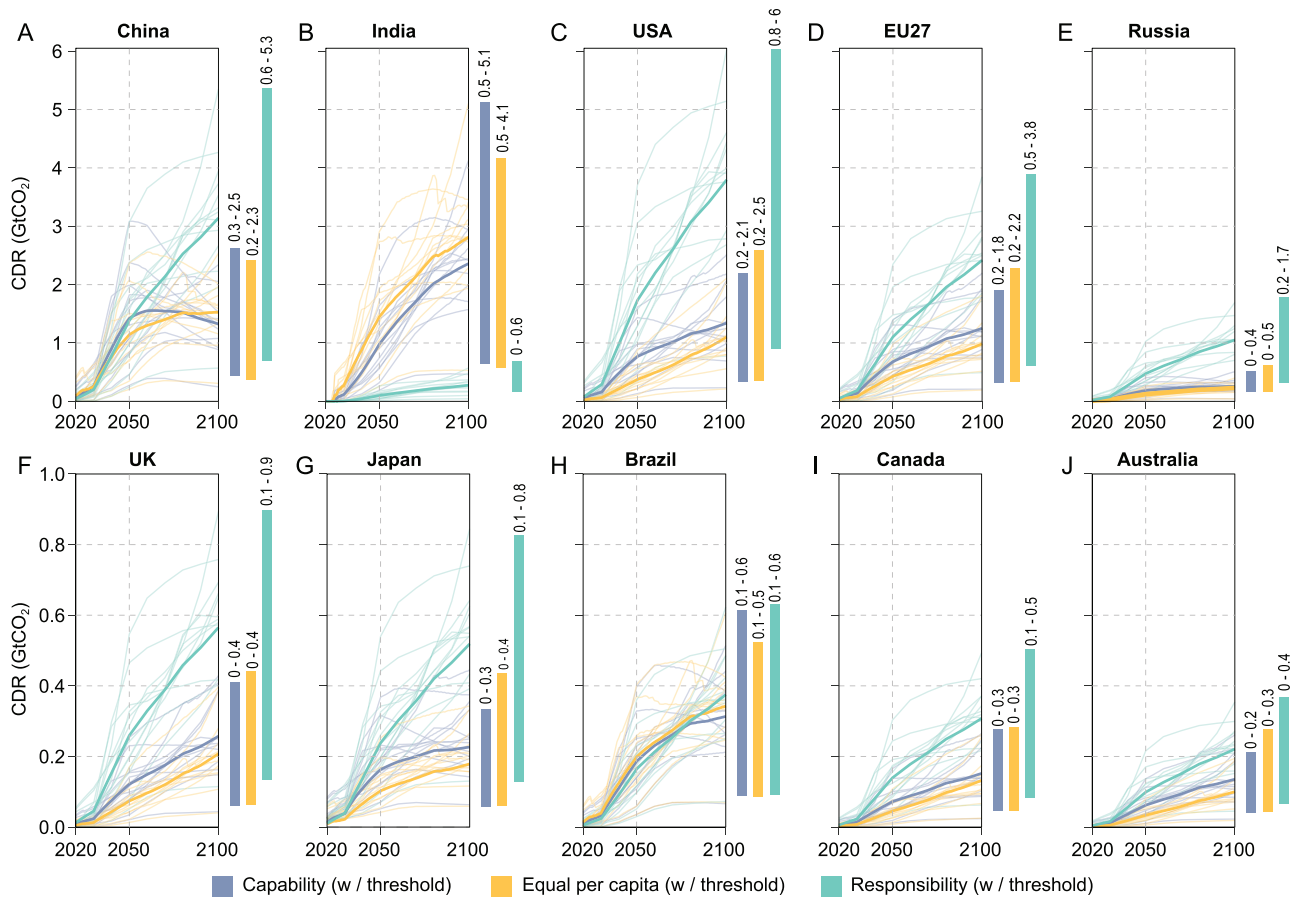 A China
B India
C USA
D EU27
E Russia
CDR (GtCO₂)
6
5
4
3
2
1
0
2020 2050 2100
0.3 - 2.5
0.2 - 2.3
0.6 - 5.3
2020 2050 2100
0.5 - 5.1
0.5 - 4.1
0 - 0.6
2020 2050 2100
0.2 - 2.1
0.2 - 2.5
0.8 - 6
2020 2050 2100
0.2 - 1.8
0.2 - 2.2
0.5 - 3.8
2020 2050 2100
0 - 0.4
0 - 0.5
0.2 - 1.7
F UK
G Japan
H Brazil
I Canada
J Australia
CDR (GtCO₂)
1.0
0.8
0.6
0.4
0.2
0.0
2020 2050 2100
0 - 0.4
0 - 0.4
0.1 - 0.9
2020 2050 2100
0 - 0.3
0 - 0.4
0.1 - 0.8
2020 2050 2100
0.1 - 0.6
0.1 - 0.5
0.1 - 0.6
2020 2050 2100
0 - 0.3
0 - 0.3
0.1 - 0.5
2020 2050 2100
0 - 0.2
0 - 0.3
0 - 0.4
Capability (w / threshold)
Equal per capita (w / threshold)
Responsibility (w / threshold)